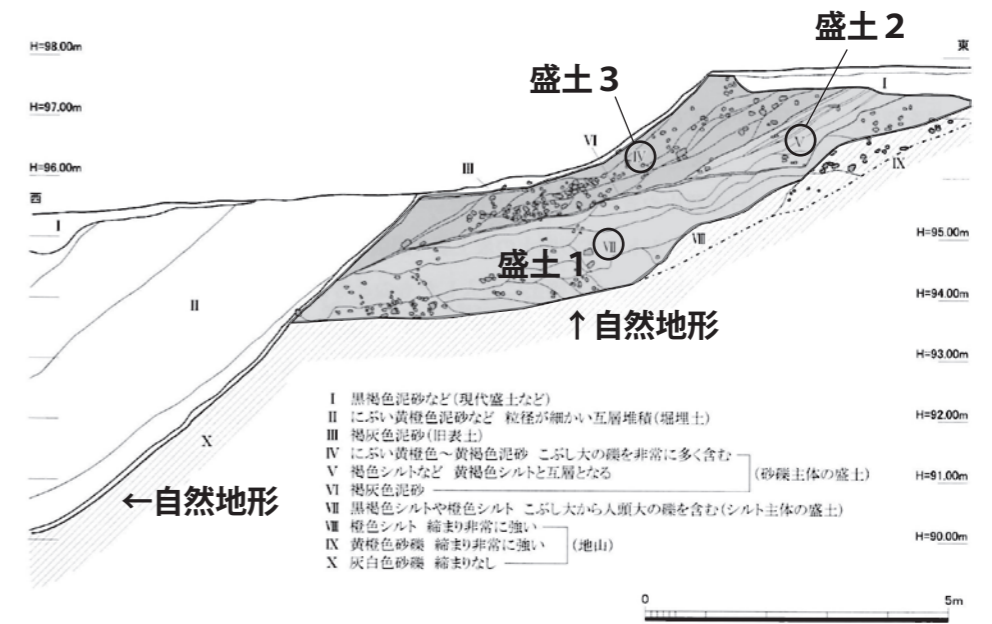 盛土2
盛土3
東
H=98.00m
H=97.00m
H=96.00m
西
I
VI
IV
V
IX
III
I
H=95.00m
VII
VIII
盛土1
II
H=94.00m
↑自然地形
H=93.00m
X
←自然地形
H=92.00m
H=91.00m
H=90.00m
I 黒褐色泥砂など(現代盛土など)
II にぶい黄橙色泥砂など 粒径が細かい互層堆積(堀埋土)
III 褐灰色泥砂(旧表土)
IV にぶい黄橙色~黄褐色泥砂 こぶし大の礫を非常に多く含む
V 褐色シルトなど 黄褐色シルトと互層となる
(砂礫主体の盛土)
VI 褐灰色泥砂
VII 黒褐色シルトや橙色シルト こぶし大から人頭大の礫を含む(シルト主体の盛土)
VIII 橙色シルト 締まり非常に強い
IX 黄橙色砂礫 締まり非常に強い
(地山)
X 灰白色砂礫 締まりなし
0
5m